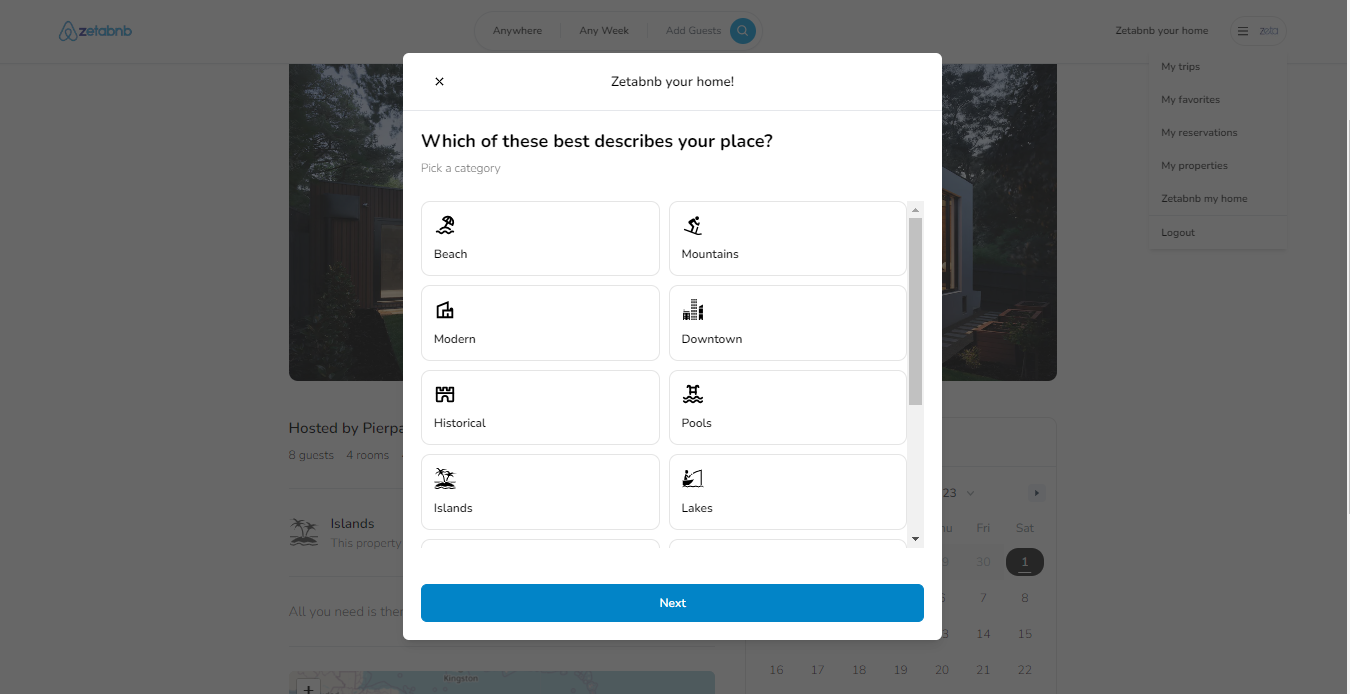 zetabnb
Anywhere
Any Week
Add Guests
Zetabnb your home
My trips
My favorites
My reservations
My properties
Zetabnb my home
Logout
Zetabnb your home!
Which of these best describes your place?
Pick a category
Beach
Mountains
Modern
Downtown
Historical
Pools
Islands
Lakes
Next
Hosted by Pierpa
8 guests 4 rooms
Islands
This property
All you need is ther
Kingston
+
23
Fri Sat
30 1
7 8
14 15
16 17 18 19 20 21 22